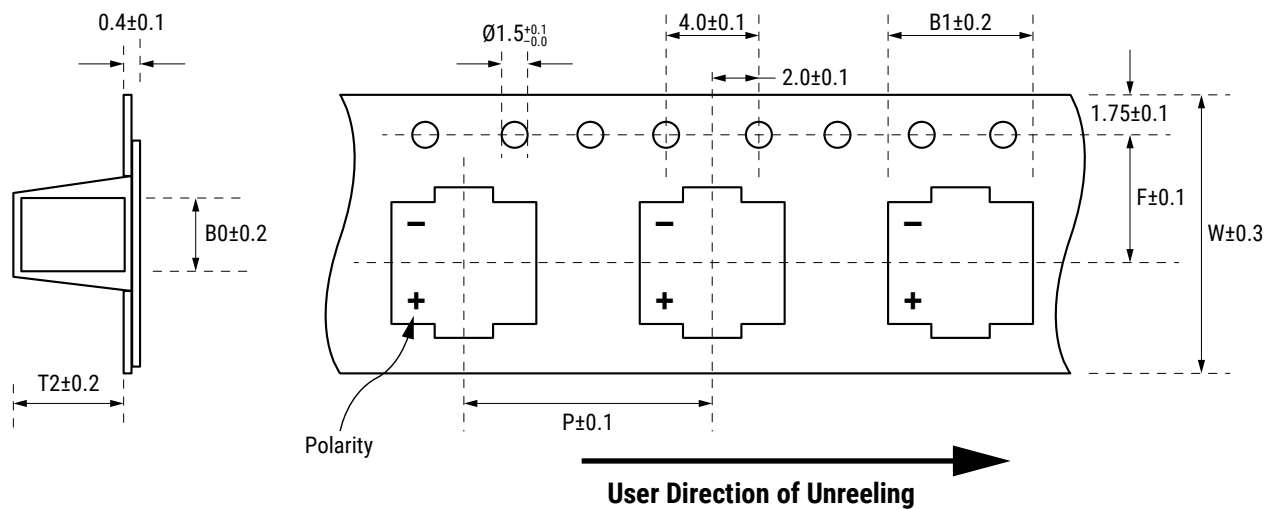 0.4±0.1
Ø1.5+0.1
−0.0
4.0±0.1
B1±0.2
2.0±0.1
1.75±0.1
B0±0.2
F±0.1
W±0.3
− − −
+ + +
T2±0.2
P±0.1
Polarity
User Direction of Unreeling